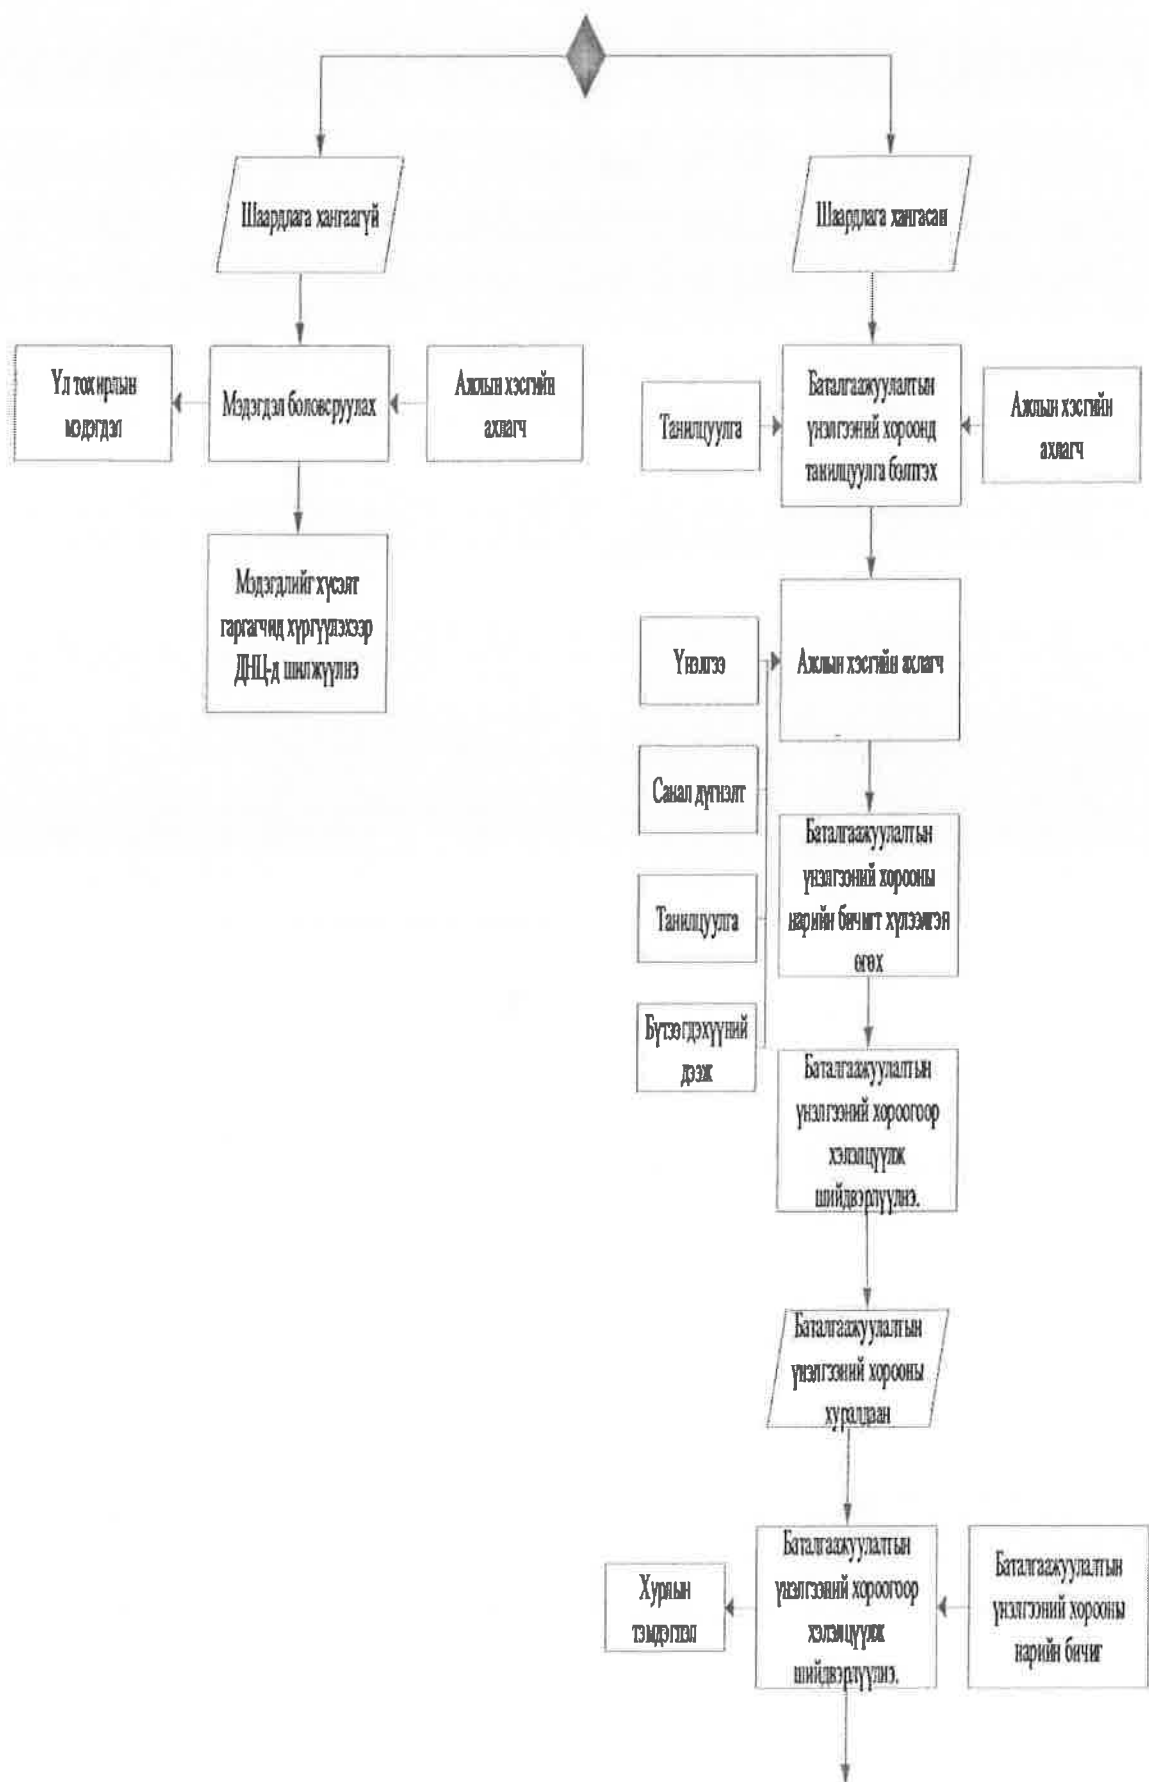 Шаардлага хангаагүй
Шаардлага хангасан
Үл тохирлын
мэдэгдэл
Мэдэгдэл боловсруулах
Ажлын хэсгийн
ахлагч
Танилцуулга
Баталгаажуулалтын
үнэлгээний хороонд
танилцуулга бэлтгэх
Ажлын хэсгийн
ахлагч
Мэдэгдлийг хүсэлт
гаргагчид хүргүүлэхээр
ДНЦ-д шилжүүлнэ
Үнэлгээ
Ажлын хэсгийн ахлагч
Санал дүгнэлт
Танилцуулга
Бүтээгдэхүүний
дээж
Баталгаажуулалтын
үнэлгээний хорооны
нарийн бичигт хүлээлгэн
өгөх
Баталгаажуулалтын
үнэлгээний хороогоор
хэлэлцүүлж
шийдвэрлүүлнэ.
Баталгаажуулалтын
үнэлгээний хорооны
хуралдаан
Хурлын
тэмдэглэл
Баталгаажуулалтын
үнэлгээний хороогоор
хэлэлцүүлж
шийдвэрлүүлнэ.
Баталгаажуулалтын
үнэлгээний хорооны
нарийн бичиг